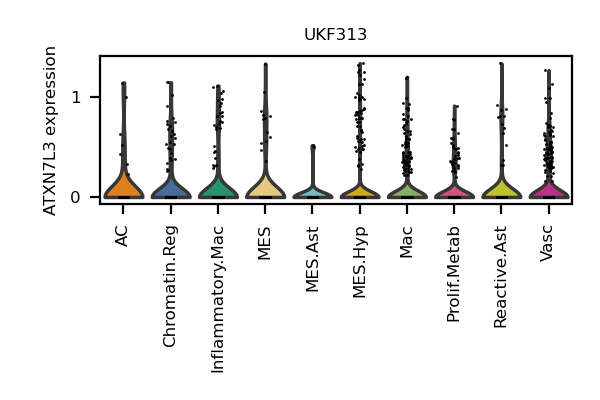 UKF313
ATXN7L3 expression
1
0
AC
Chromatin.Reg
Inflammatory.Mac
MES
MES.Ast
MES.Hyp
Mac
Prolif.Metab
Reactive.Ast
Vasc